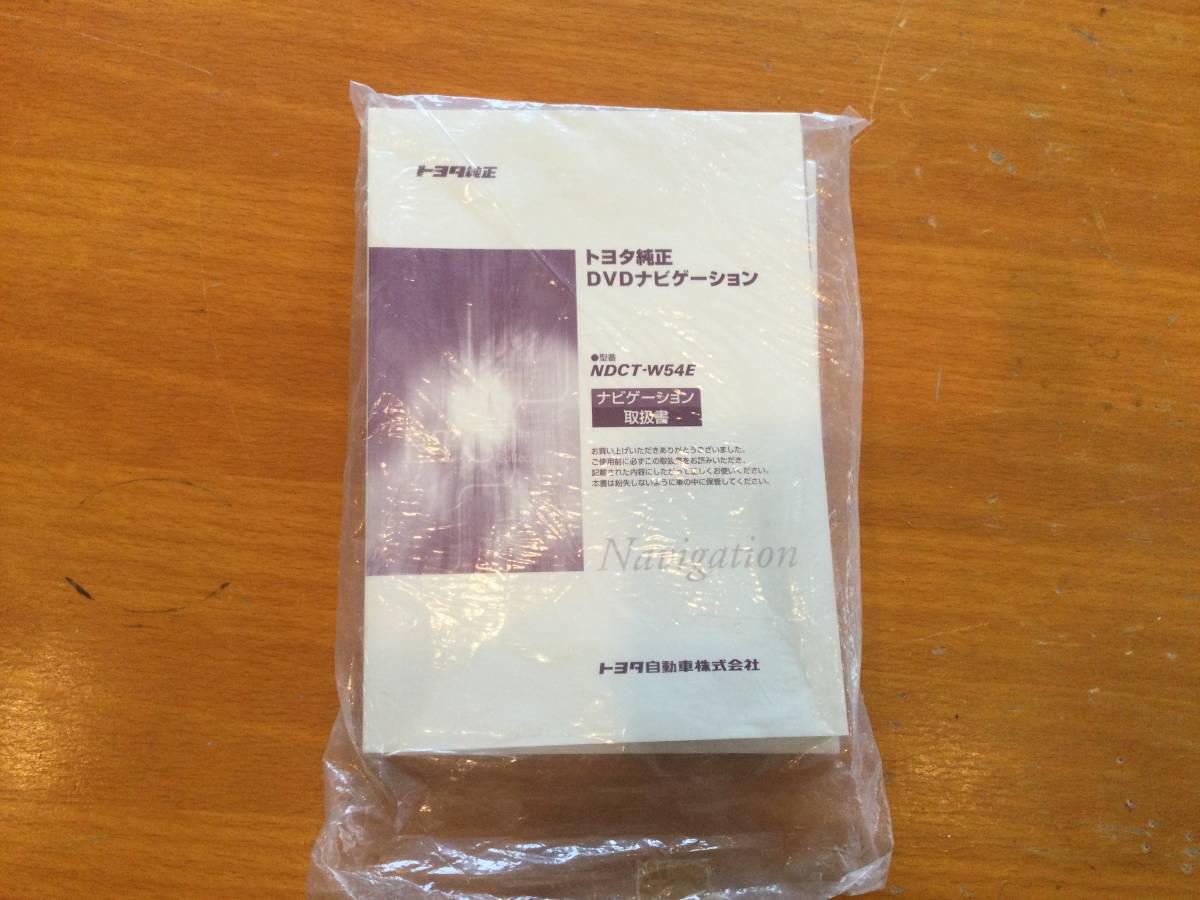 トヨタ純正
トヨタ純正
DVDナビゲーション
●型番
NDCT-W54E
ナビゲーション
取扱書
お買い上げいただきありがとうございました。
ご使用前に必ずこの取扱書をお読みいただき、
記載された内容にしたがって正しくお使いください。
本書は紛失しないように車の中に保管してください。
Navigation
トヨタ自動車株式会社